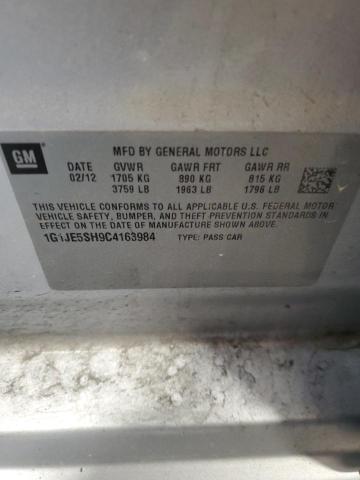 GM
MFD BY GENERAL MOTORS LLC
DATE GVWR GAWR FRT GAWR RR
02/12 1705 KG 890 KG 815 KG
3759 LB 1963 LB 1796 LB
THIS VEHICLE CONFORMS TO ALL APPLICABLE U.S. FEDERAL MOTOR
VEHICLE SAFETY, BUMPER, AND THEFT PREVENTION STANDARDS IN
EFFECT ON THE DATE OF MANUFACTURE SHOWN ABOVE.
1G1JE5SH9C4163984 TYPE: PASS CAR